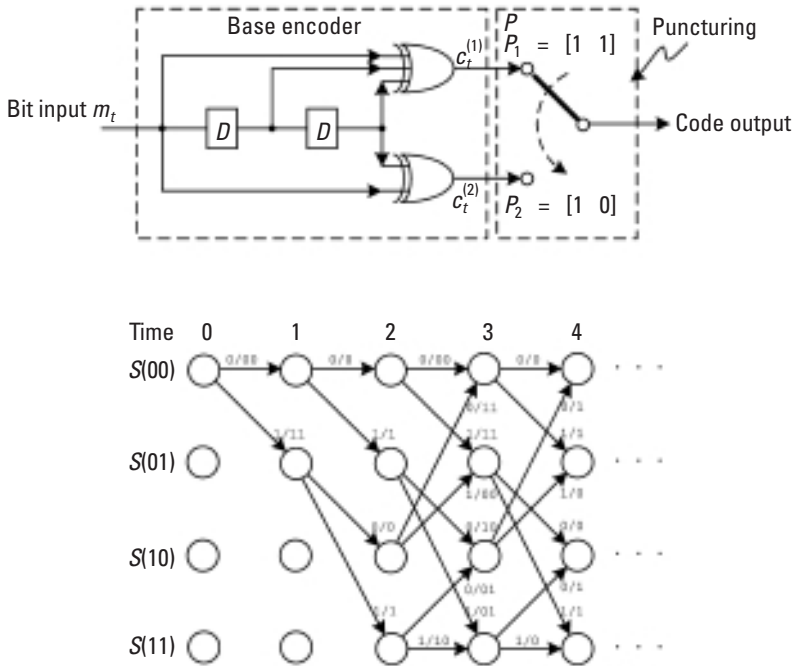 Base encoder
P
P₁ = [1 1]
Puncturing
c_t^(1)
Bit input m_t
D
D
Code output
c_t^(2)
P₂ = [1 0]
Time 0 1 2 3 4
S(00)
0/00 0/0 0/00 0/0
0/11 0/1
1/11 1/1 1/11 1/1
S(01)
1/00 1/0
0/0 0/10 0/0
S(10)
0/01 0/1
1/1 1/01 1/1
S(11)
1/10 1/0